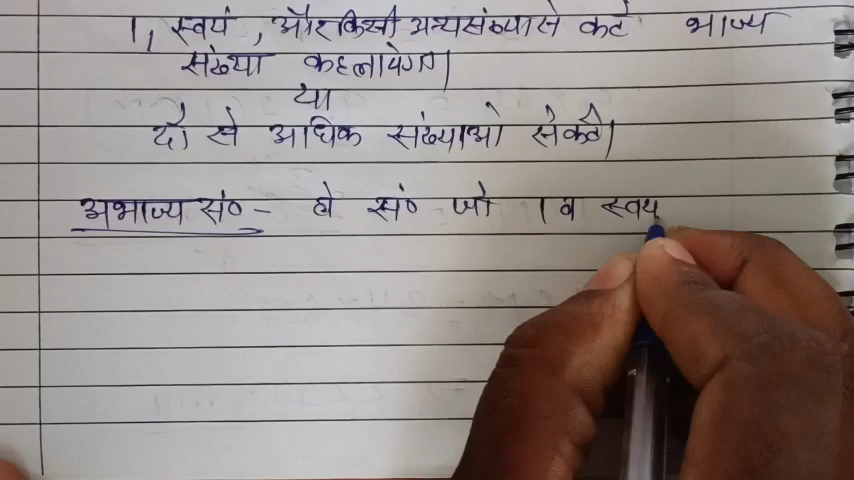 1, स्वयं, और किसी अन्य संख्या से कटे भाज्य
संख्या कहलायेगा|
या
दो से अधिक संख्याओ से कटे|
अभाज्य सं० - वो सं० जो 1 व स्वय